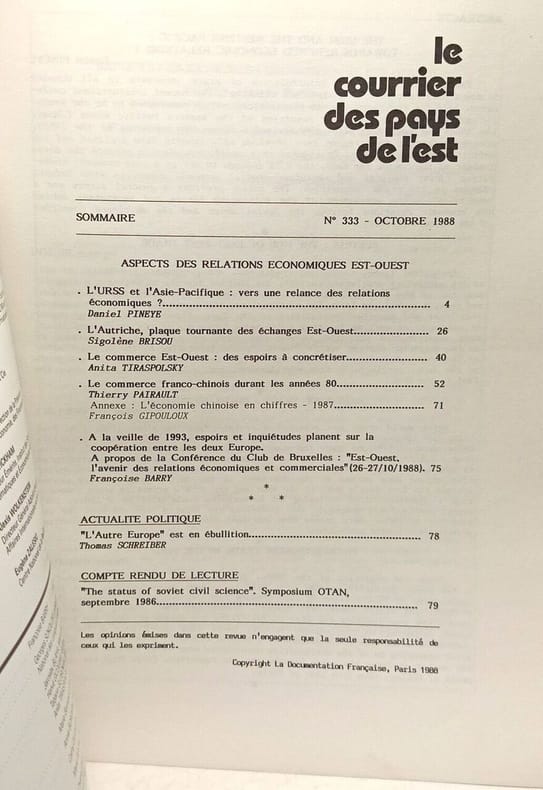 le
courrier
des pays
de l'est
SOMMAIRE
N° 333 - OCTOBRE 1988
ASPECTS DES RELATIONS ECONOMIQUES EST-OUEST
. L'URSS et l'Asie-Pacifique : vers une relance des relations
économiques ?.......................................................... 4
Daniel PINEYE
. L'Autriche, plaque tournante des échanges Est-Ouest................ 26
Sigolène BRISOU
. Le commerce Est-Ouest : des espoirs à concrétiser.................. 40
Anita TIRASPOLSKY
. Le commerce franco-chinois durant les années 80.................... 52
Thierry PAIRAULT
Annexe : L'économie chinoise en chiffres - 1987...................... 71
François GIPOULOUX
. A la veille de 1993, espoirs et inquiétudes planent sur la
coopération entre les deux Europe.
A propos de la Conférence du Club de Bruxelles : "Est-Ouest,
l'avenir des relations économiques et commerciales"(26-27/10/1988). 75
Françoise BARRY
*
* *
ACTUALITE POLITIQUE
"L'Autre Europe" est en ébullition................................... 78
Thomas SCHREIBER
COMPTE RENDU DE LECTURE
"The status of soviet civil science". Symposium OTAN,
septembre 1986....................................................... 79
Les opinions émises dans cette revue n'engagent que la seule responsabilité de
ceux qui les expriment.
Copyright La Documentation Française, Paris 1988